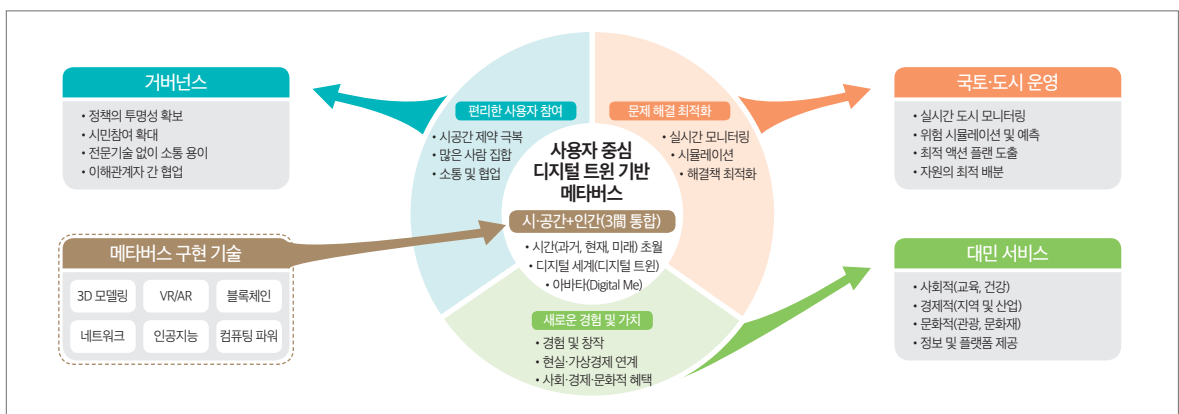 거버넌스
• 정책의 투명성 확보
• 시민참여 확대
• 전문기술 없이 소통 용이
• 이해관계자 간 협업
메타버스 구현 기술
3D 모델링
VR/AR
블록체인
네트워크
인공지능
컴퓨팅 파워
편리한 사용자 참여
• 시공간 제약 극복
• 많은 사람 집합
• 소통 및 협업
문제 해결 최적화
• 실시간 모니터링
• 시뮬레이션
• 해결책 최적화
사용자 중심
디지털 트윈 기반
메타버스
시·공간+인간(3間 통합)
• 시간(과거, 현재, 미래) 초월
• 디지털 세계(디지털 트윈)
• 아바타(Digital Me)
새로운 경험 및 가치
• 경험 및 창작
• 현실·가상경제 연계
• 사회·경제·문화적 혜택
국토·도시 운영
• 실시간 도시 모니터링
• 위험 시뮬레이션 및 예측
• 최적 액션 플랜 도출
• 자원의 최적 배분
대민 서비스
• 사회적(교육, 건강)
• 경제적(지역 및 산업)
• 문화적(관광, 문화재)
• 정보 및 플랫폼 제공